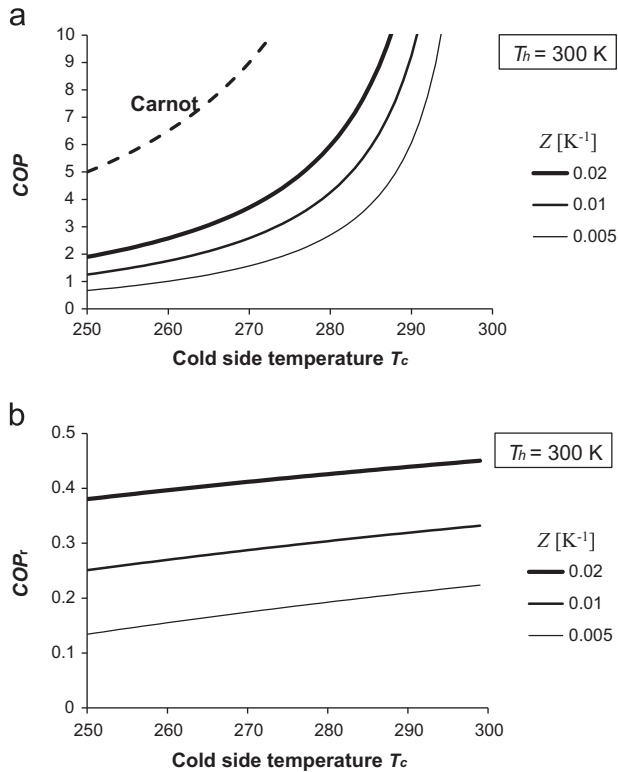 a
10
9
8
7
6
5
4
3
2
1
0
COP
Carnot
250 260 270 280 290 300
Cold side temperature Tc
Th = 300 K
Z [K-1]
0.02
0.01
0.005
b
0.5
0.4
0.3
0.2
0.1
0
COPr
250 260 270 280 290 300
Cold side temperature Tc
Th = 300 K
Z [K-1]
0.02
0.01
0.005